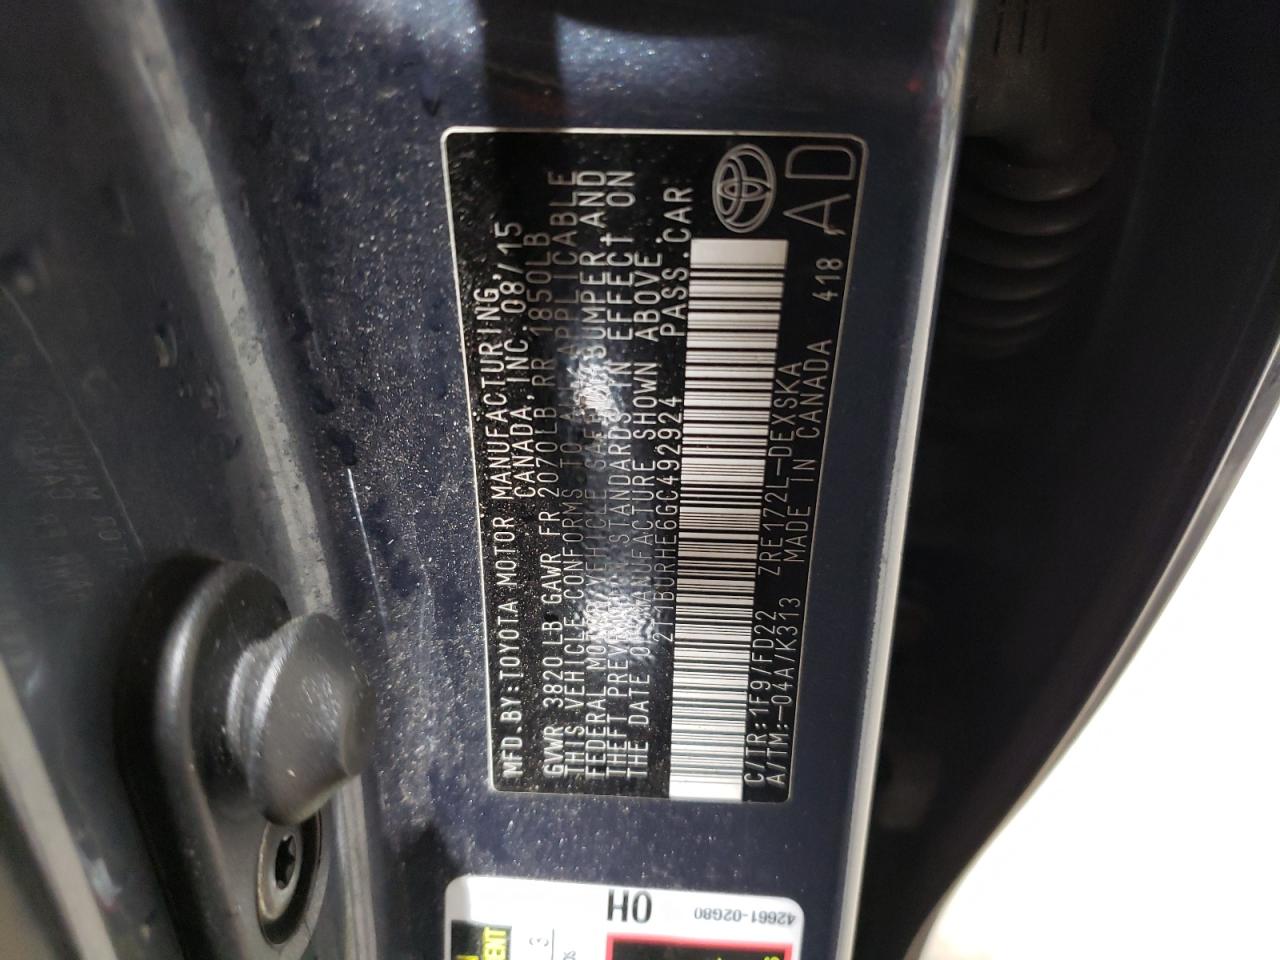 MFD.BY:TOYOTA MOTOR MANUFACTURING,
CANADA,INC. 08/15
GVWR 3820LB GAWR FR 2070LB RR 1850LB
THIS VEHICLE CONFORMS TO ALL APPLICABLE
FEDERAL MOTOR VEHICLE SAFETY, BUMPER, AND
THEFT PREVENTION STANDARDS IN EFFECT ON
THE DATE OF MANUFACTURE SHOWN ABOVE.
2T1BURHE6GC492924 PASS.CAR
C/TR:1F9/FD22 ZRE172L-DEXSKA
A/TM:-04A/K313 MADE IN CANADA 418
AD
0H
42661-02G80
3